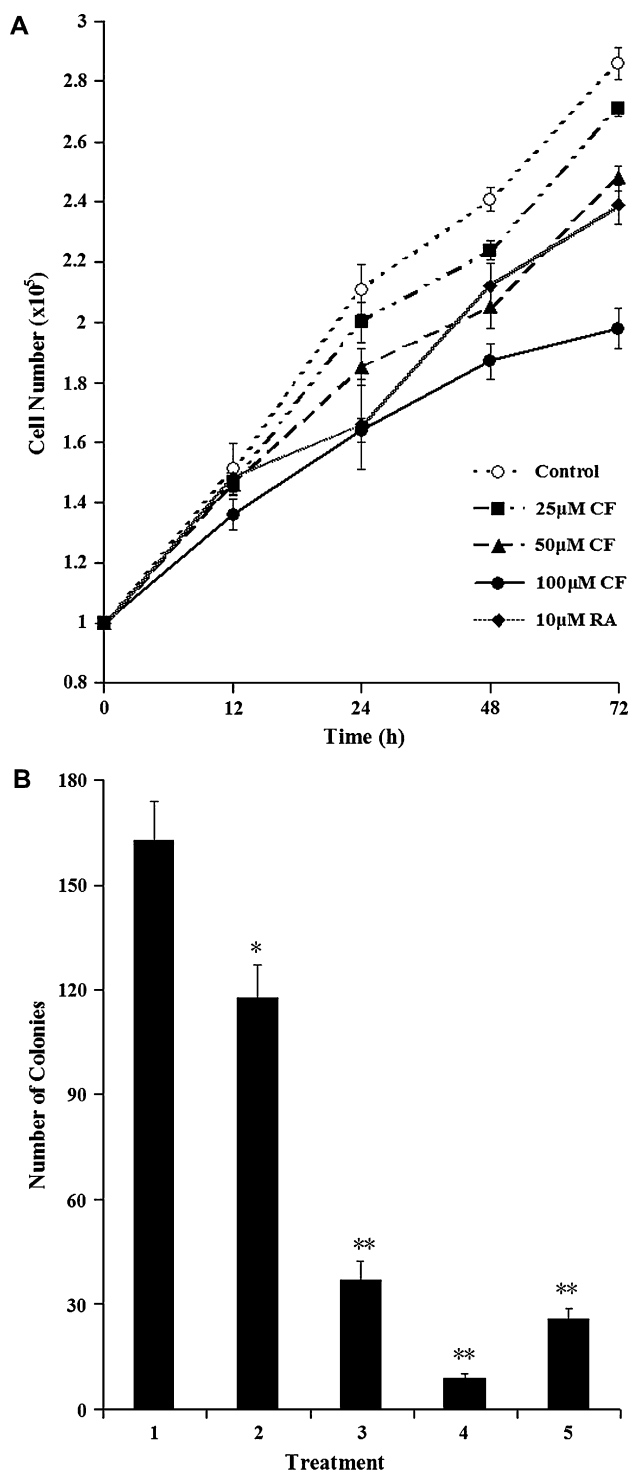 A
3
2.8
2.6
2.4
2.2
2
1.8
1.6
1.4
1.2
1
0.8
Cell Number (x10⁵)
Control
25µM CF
50µM CF
100µM CF
10µM RA
0 12 24 48 72
Time (h)
B
180
150
120
90
60
30
0
Number of Colonies
*
**
**
**
1 2 3 4 5
Treatment